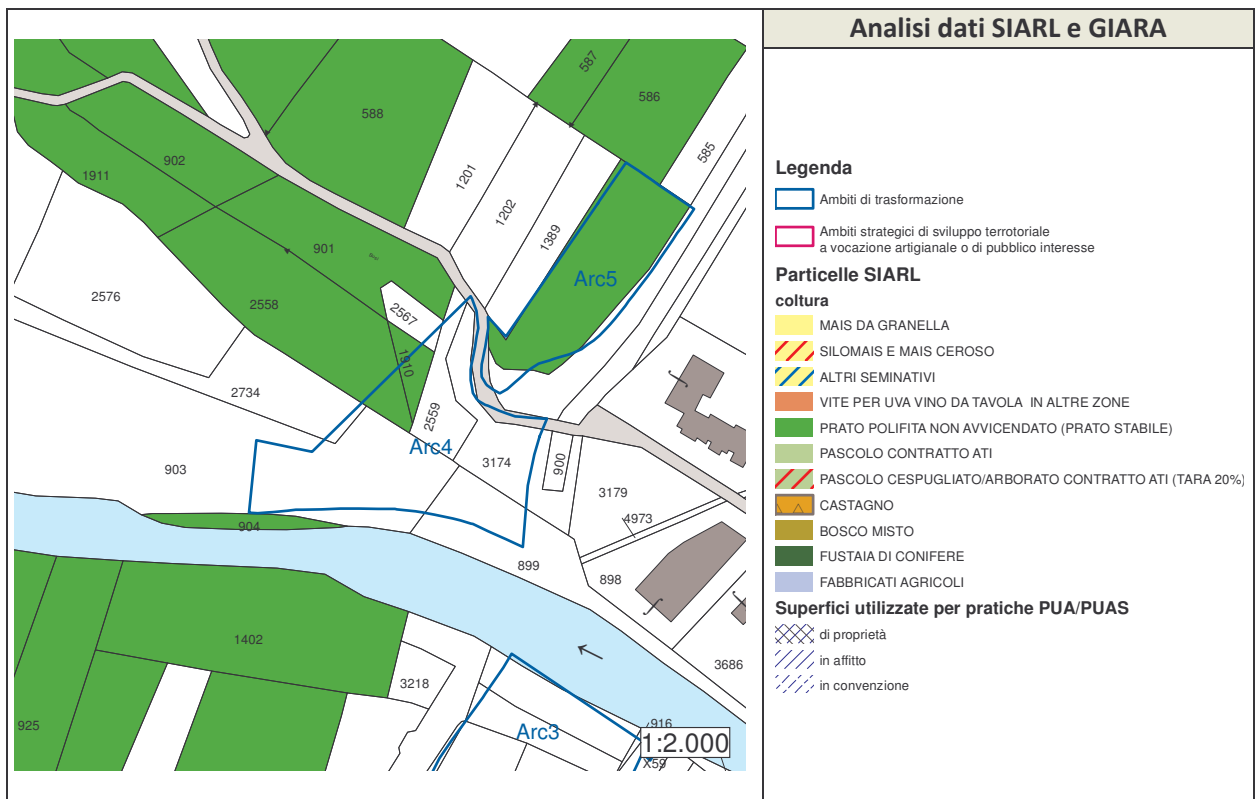 Analisi dati SIARL e GIARA
587
586
588
585
902
1201
1911
1202
1389
901
Arc5
2576
2558
2567
1910
2734
2559
Arc4
903
3174
900
3179
904
4973
899
898
1402
3686
3218
925
916
Arc3
1:2.000
Legenda
Ambiti di trasformazione
Ambiti strategici di sviluppo terrotoriale
a vocazione artigianale o di pubblico interesse
Particelle SIARL
coltura
MAIS DA GRANELLA
SILOMAIS E MAIS CEROSO
ALTRI SEMINATIVI
VITE PER UVA VINO DA TAVOLA IN ALTRE ZONE
PRATO POLIFITA NON AVVICENDATO (PRATO STABILE)
PASCOLO CONTRATTO ATI
PASCOLO CESPUGLIATO/ARBORATO CONTRATTO ATI (TARA 20%)
CASTAGNO
BOSCO MISTO
FUSTAIA DI CONIFERE
FABBRICATI AGRICOLI
Superfici utilizzate per pratiche PUA/PUAS
di proprietà
in affitto
in convenzione